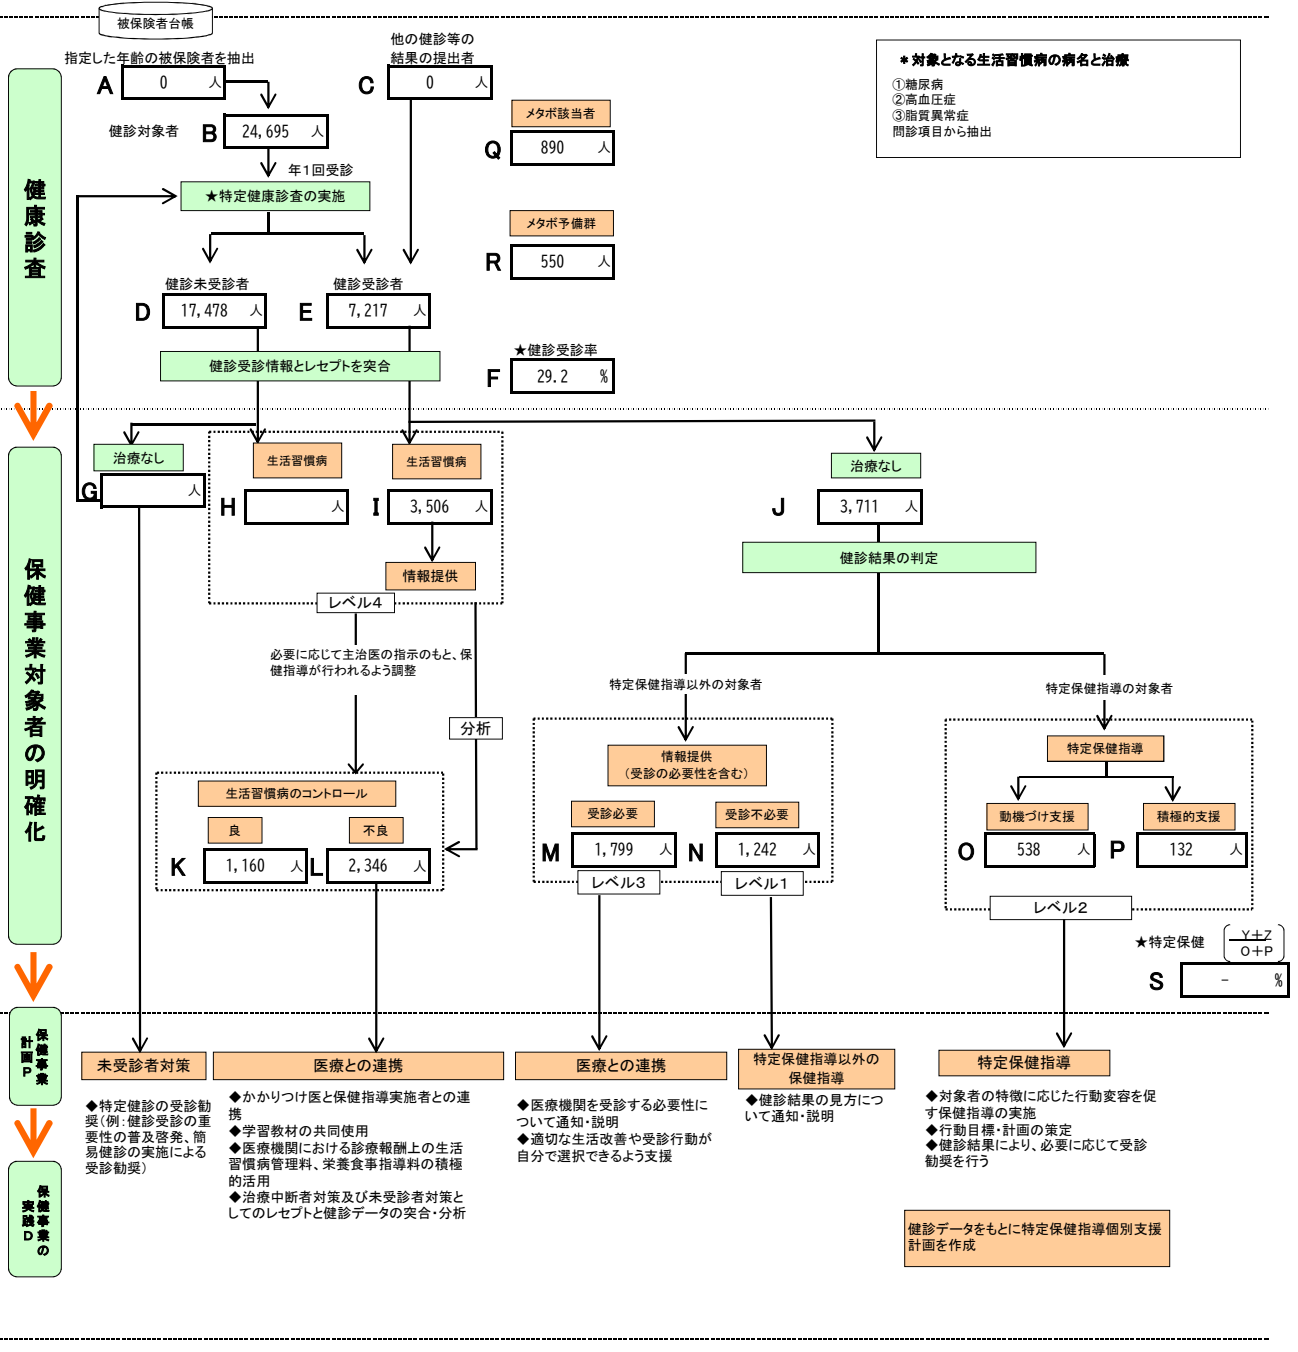 被保険者台帳
指定した年齢の被保険者を抽出
A 0 人
他の健診等の
結果の提出者
C 0 人
健診対象者 B 24,695 人
年1回受診
★特定健康診査の実施
メタボ該当者
Q 890 人
メタボ予備群
R 550 人
＊対象となる生活習慣病の病名と治療
①糖尿病
②高血圧症
③脂質異常症
問診項目から抽出
健康診査
健診未受診者
D 17,478 人
健診受診者
E 7,217 人
健診受診情報とレセプトを突合
★健診受診率
F 29.2 %
保健事業対象者の明確化
治療なし
G 人
生活習慣病
H 人
生活習慣病
I 3,506 人
情報提供
レベル4
治療なし
J 3,711 人
健診結果の判定
必要に応じて主治医の指示のもと、保
健指導が行われるよう調整
分析
特定保健指導以外の対象者
特定保健指導の対象者
生活習慣病のコントロール
良
K 1,160 人
不良
L 2,346 人
情報提供
（受診の必要性を含む）
受診必要
M 1,799 人
レベル3
受診不必要
N 1,242 人
レベル1
特定保健指導
動機づけ支援
O 538 人
積極的支援
P 132 人
レベル2
★特定保健
Y＋Z
O＋P
S － %
保健事業
計画P
保健事業の
実践D
未受診者対策
◆特定健診の受診勧
奨（例：健診受診の重
要性の普及啓発、簡
易健診の実施による
受診勧奨）
医療との連携
◆かかりつけ医と保健指導実施者との連
携
◆学習教材の共同使用
◆医療機関における診療報酬上の生活
習慣病管理料、栄養食事指導料の積極
的活用
◆治療中断者対策及び未受診者対策と
してのレセプトと健診データの突合・分析
医療との連携
◆医療機関を受診する必要性に
ついて通知・説明
◆適切な生活改善や受診行動が
自分で選択できるよう支援
特定保健指導以外の
保健指導
◆健診結果の見方につ
いて通知・説明
特定保健指導
◆対象者の特徴に応じた行動変容を促
す保健指導の実施
◆行動目標・計画の策定
◆健診結果により、必要に応じて受診
勧奨を行う
健診データをもとに特定保健指導個別支援
計画を作成